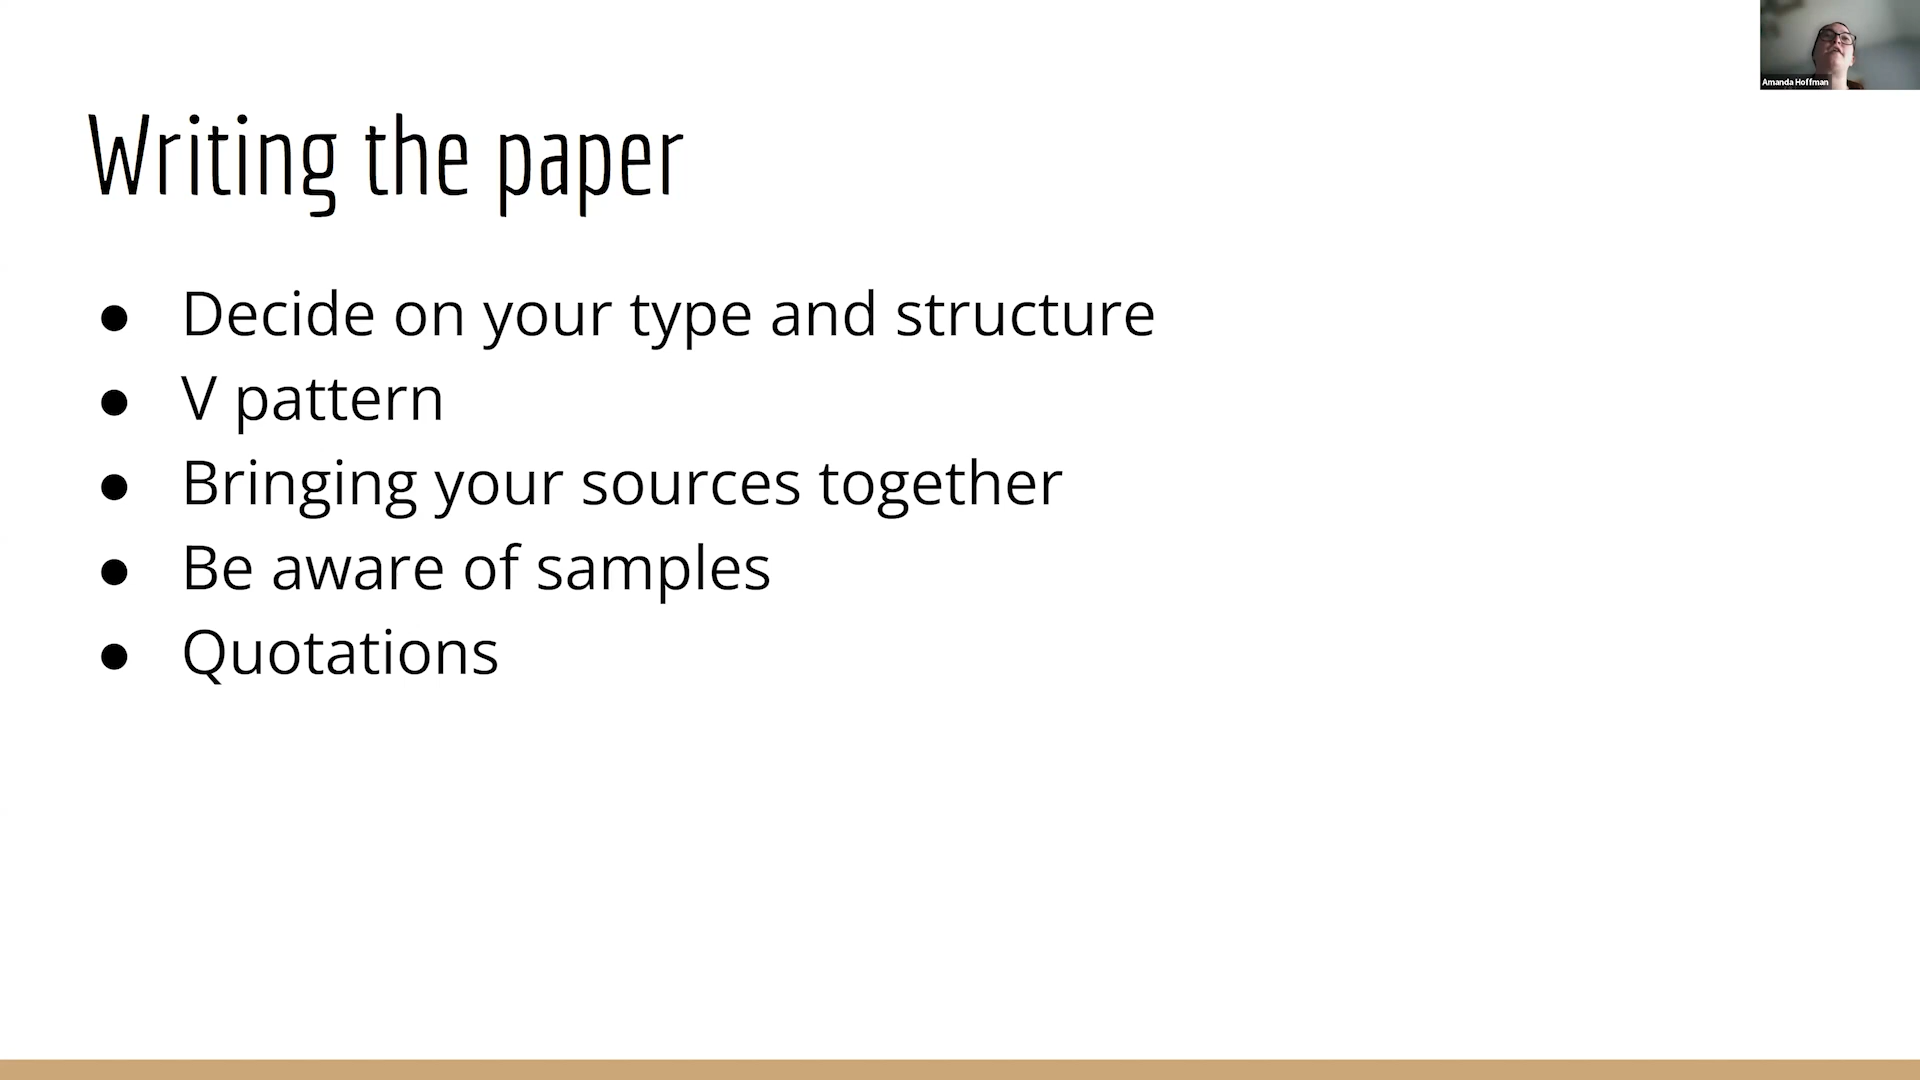 Amanda Hoffman
Writing the paper
● Decide on your type and structure
● V pattern
● Bringing your sources together
● Be aware of samples
● Quotations